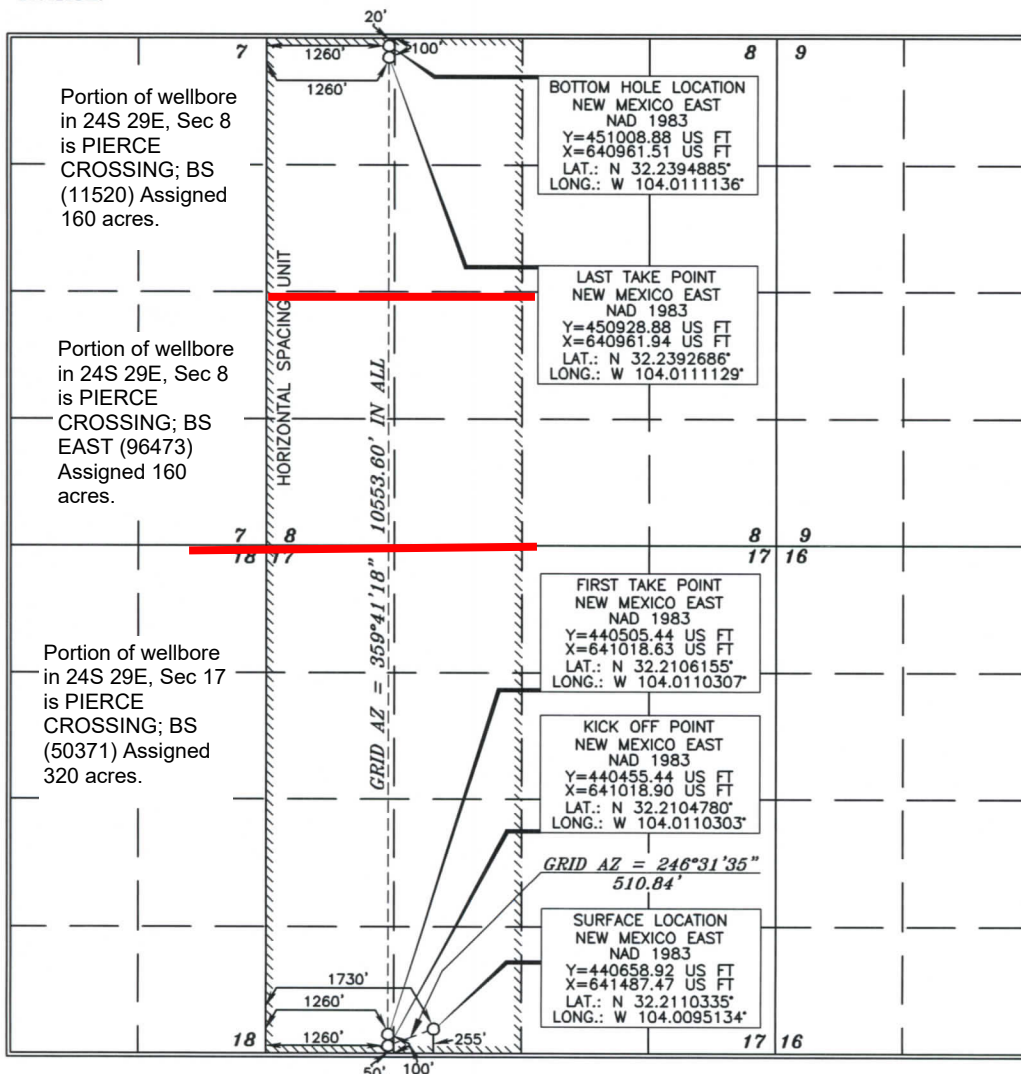 20'
7
1260'
100'
8 9
1260'
Portion of wellbore
in 24S 29E, Sec 8
is PIERCE
CROSSING; BS
(11520) Assigned
160 acres.
BOTTOM HOLE LOCATION
NEW MEXICO EAST
NAD 1983
Y=451008.88 US FT
X=640961.51 US FT
LAT.: N 32.2394885°
LONG.: W 104.0111136°
HORIZONTAL SPACING UNIT
LAST TAKE POINT
NEW MEXICO EAST
NAD 1983
Y=450928.88 US FT
X=640961.94 US FT
LAT.: N 32.2392686°
LONG.: W 104.0111129°
Portion of wellbore
in 24S 29E, Sec 8
is PIERCE
CROSSING; BS
EAST (96473)
Assigned 160
acres.
GRID AZ = 359°41'18" 10553.60' IN ALL
7 8
18 17
8 9
17 16
FIRST TAKE POINT
NEW MEXICO EAST
NAD 1983
Y=440505.44 US FT
X=641018.63 US FT
LAT.: N 32.2106155°
LONG.: W 104.0110307°
Portion of wellbore
in 24S 29E, Sec 17
is PIERCE
CROSSING; BS
(50371) Assigned
320 acres.
KICK OFF POINT
NEW MEXICO EAST
NAD 1983
Y=440455.44 US FT
X=641018.90 US FT
LAT.: N 32.2104780°
LONG.: W 104.0110303°
GRID AZ = 246°31'35"
510.84'
SURFACE LOCATION
NEW MEXICO EAST
NAD 1983
Y=440658.92 US FT
X=641487.47 US FT
LAT.: N 32.2110335°
LONG.: W 104.0095134°
1730'
1260'
18
1260'
255'
17 16
50'
100'